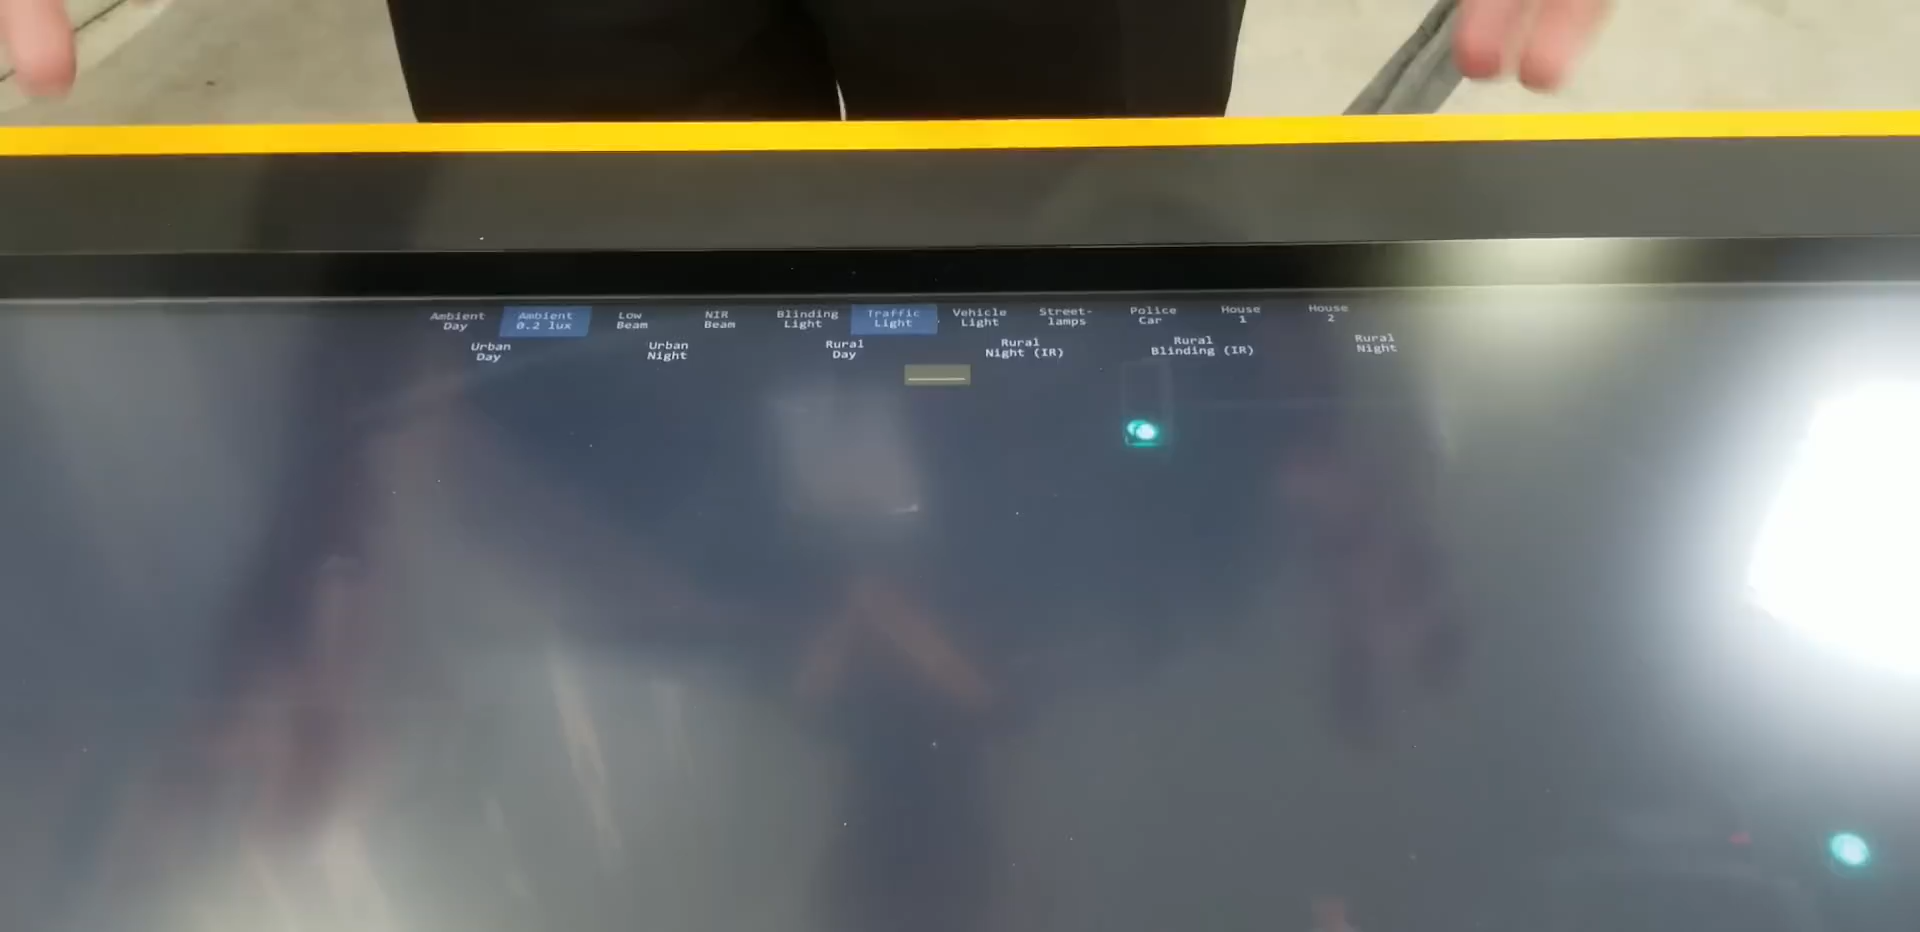 Ambient Day
Ambient 0.2 lux
Low Beam
NIR Beam
Blinding Light
Traffic Light
Vehicle Light
Street-lamps
Police Car
House 1
House 2
Urban Day
Urban Night
Rural Day
Rural Night (IR)
Rural Blinding (IR)
Rural Night